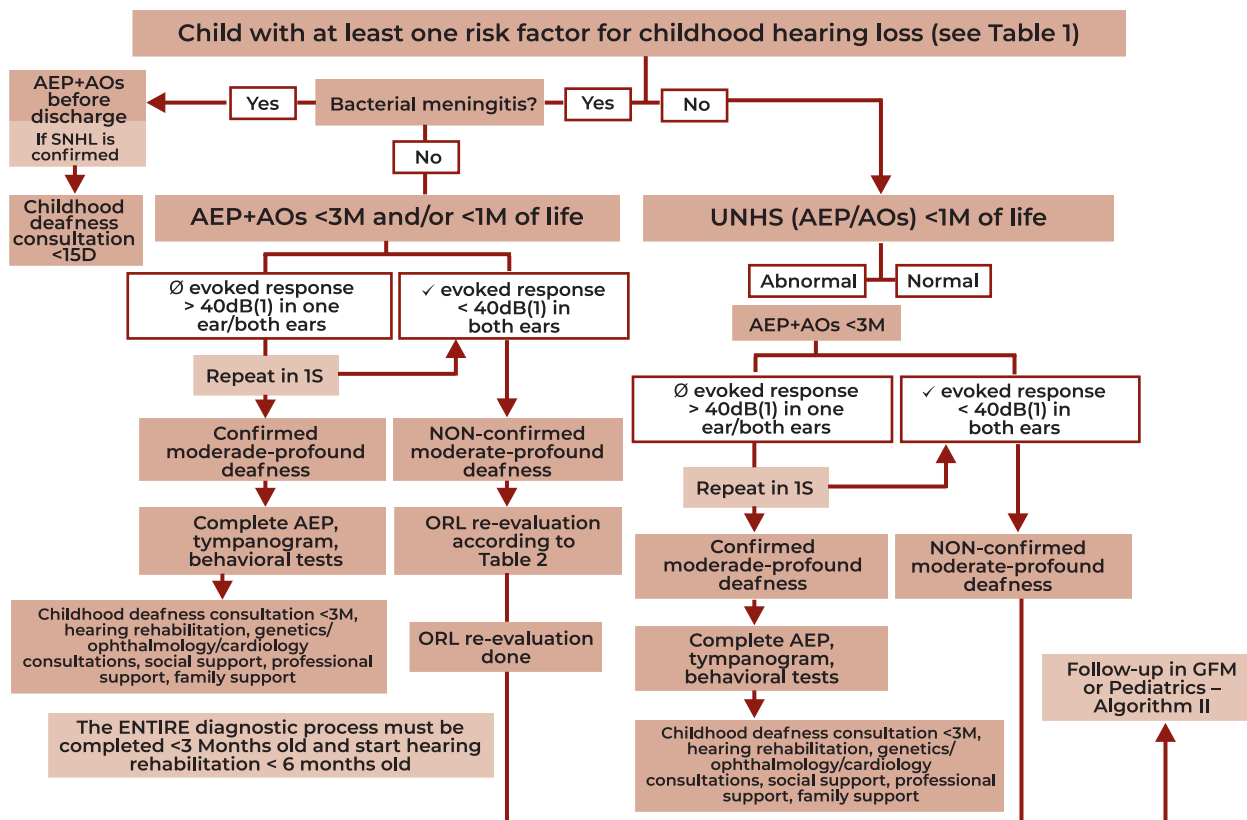 Child with at least one risk factor for childhood hearing loss (see Table 1)
AEP+AOs
before
discharge
If SNHL is
confirmed
Yes
Bacterial meningitis?
Yes
No
No
Childhood
deafness
consultation
<15D
AEP+AOs <3M and/or <1M of life
UNHS (AEP/AOs) <1M of life
Abnormal
Normal
Ø evoked response
> 40dB(1) in one
ear/both ears
✓ evoked response
< 40dB(1) in
both ears
AEP+AOs <3M
Repeat in 1S
Ø evoked response
> 40dB(1) in one
ear/both ears
✓ evoked response
< 40dB(1) in
both ears
Confirmed
moderade-profound
deafness
NON-confirmed
moderate-profound
deafness
Repeat in 1S
Complete AEP,
tympanogram,
behavioral tests
ORL re-evaluation
according to
Table 2
Confirmed
moderade-profound
deafness
NON-confirmed
moderate-profound
deafness
Childhood deafness consultation <3M,
hearing rehabilitation, genetics/
ophthalmology/cardiology
consultations, social support, professional
support, family support
ORL re-evaluation
done
Complete AEP,
tympanogram,
behavioral tests
Follow-up in GFM
or Pediatrics –
Algorithm II
The ENTIRE diagnostic process must be
completed <3 Months old and start hearing
rehabilitation < 6 months old
Childhood deafness consultation <3M,
hearing rehabilitation, genetics/
ophthalmology/cardiology
consultations, social support, professional
support, family support